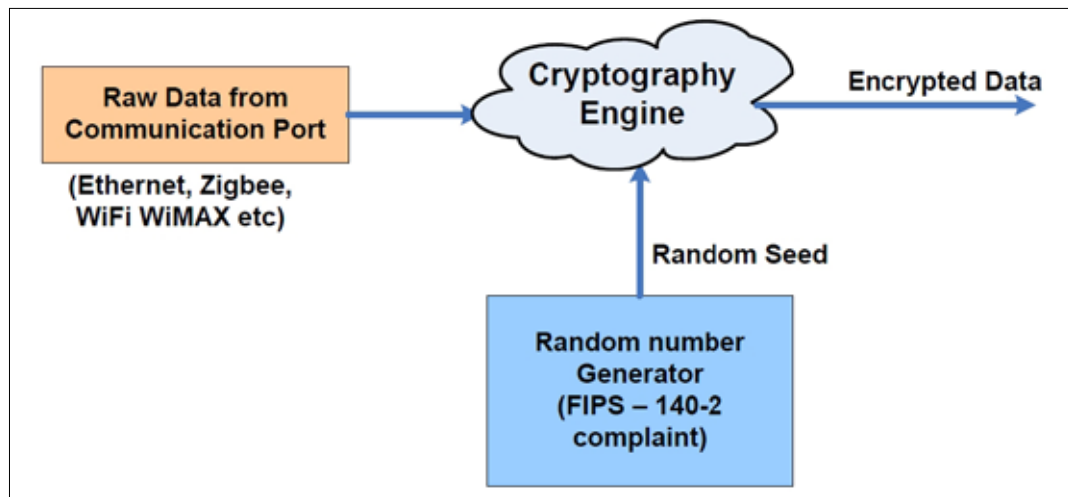 Raw Data from
Communication Port
(Ethernet, Zigbee,
WiFi WiMAX etc)
Cryptography
Engine
Encrypted Data
Random Seed
Random number
Generator
(FIPS – 140-2
complaint)